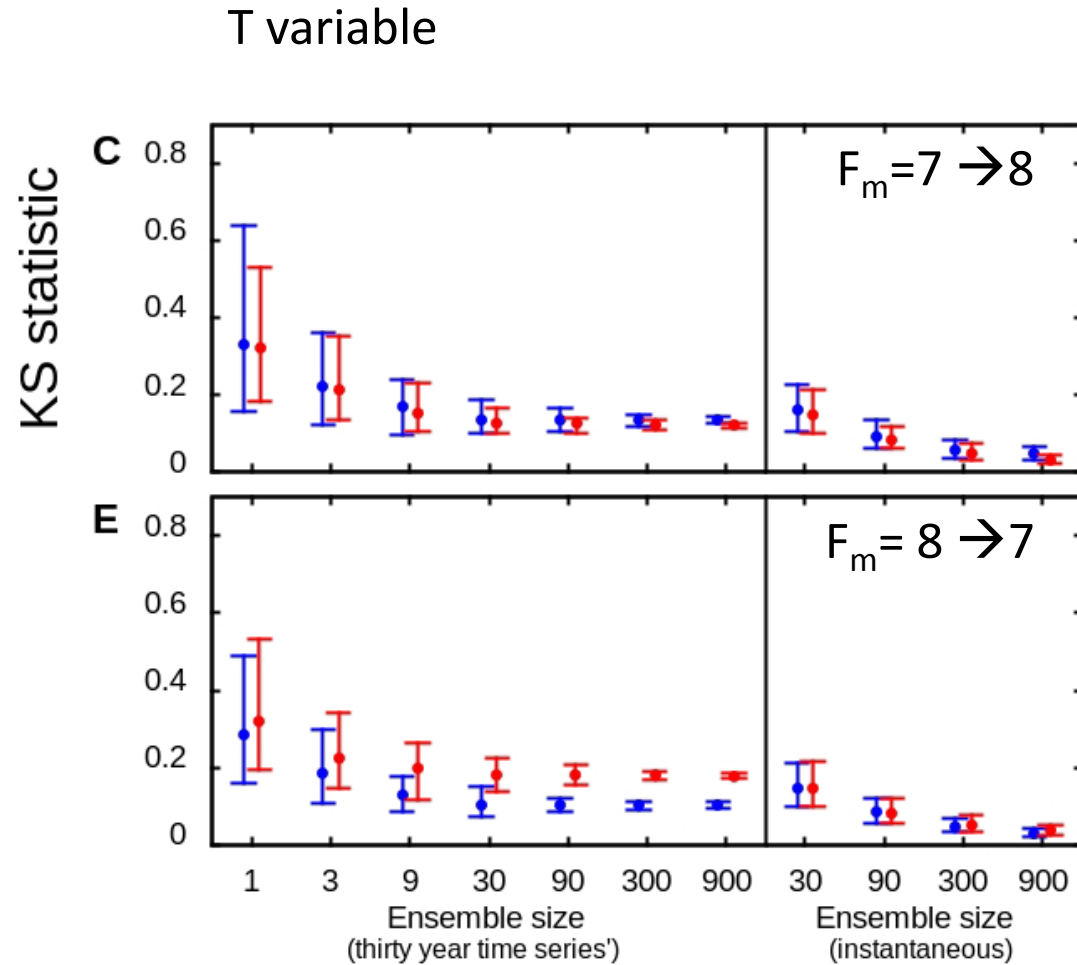 T variable
KS statistic
C
0.8
0.6
0.4
0.2
0
Fm=7 →8
E
0.8
0.6
0.4
0.2
0
Fm= 8 →7
1 3 9 30 90 300 900 30 90 300 900
Ensemble size
(thirty year time series')
Ensemble size
(instantaneous)